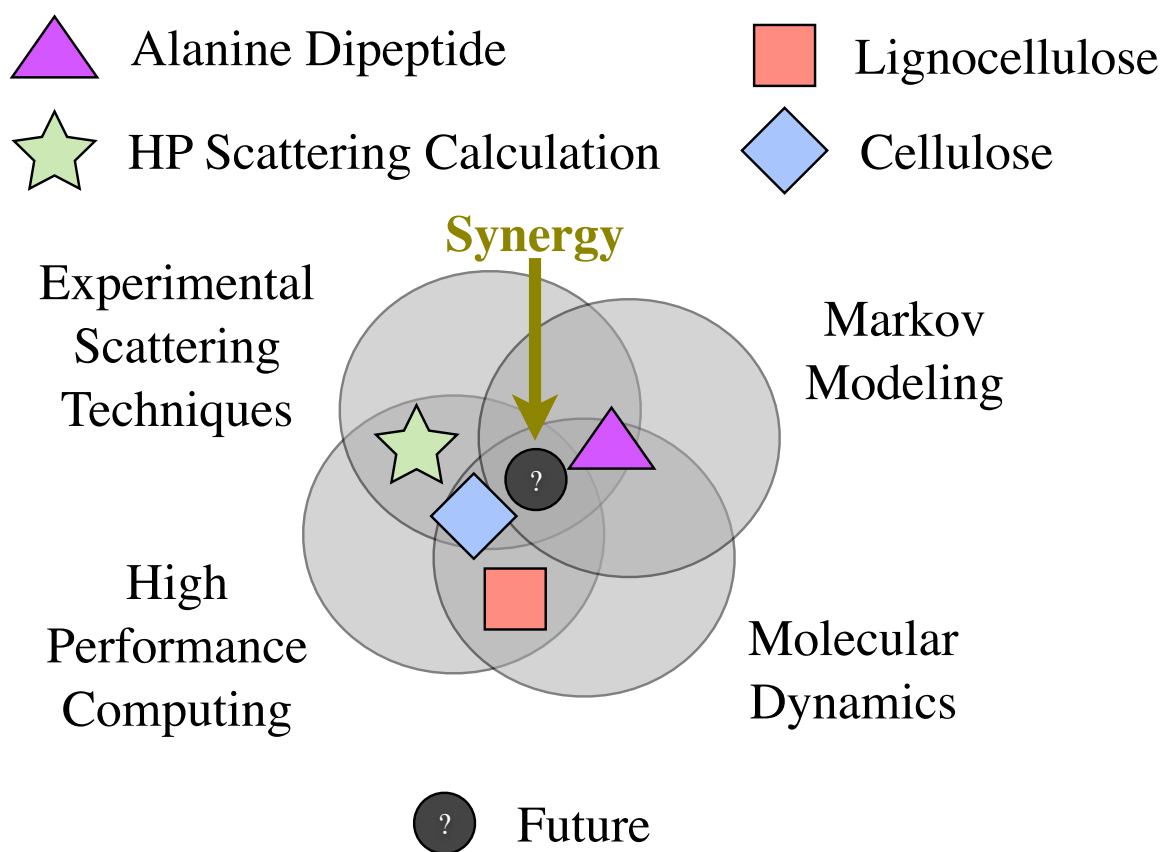 Alanine Dipeptide
Lignocellulose
HP Scattering Calculation
Cellulose
Synergy
Experimental
Scattering
Techniques
Markov
Modeling
?
High
Performance
Computing
Molecular
Dynamics
?
Future